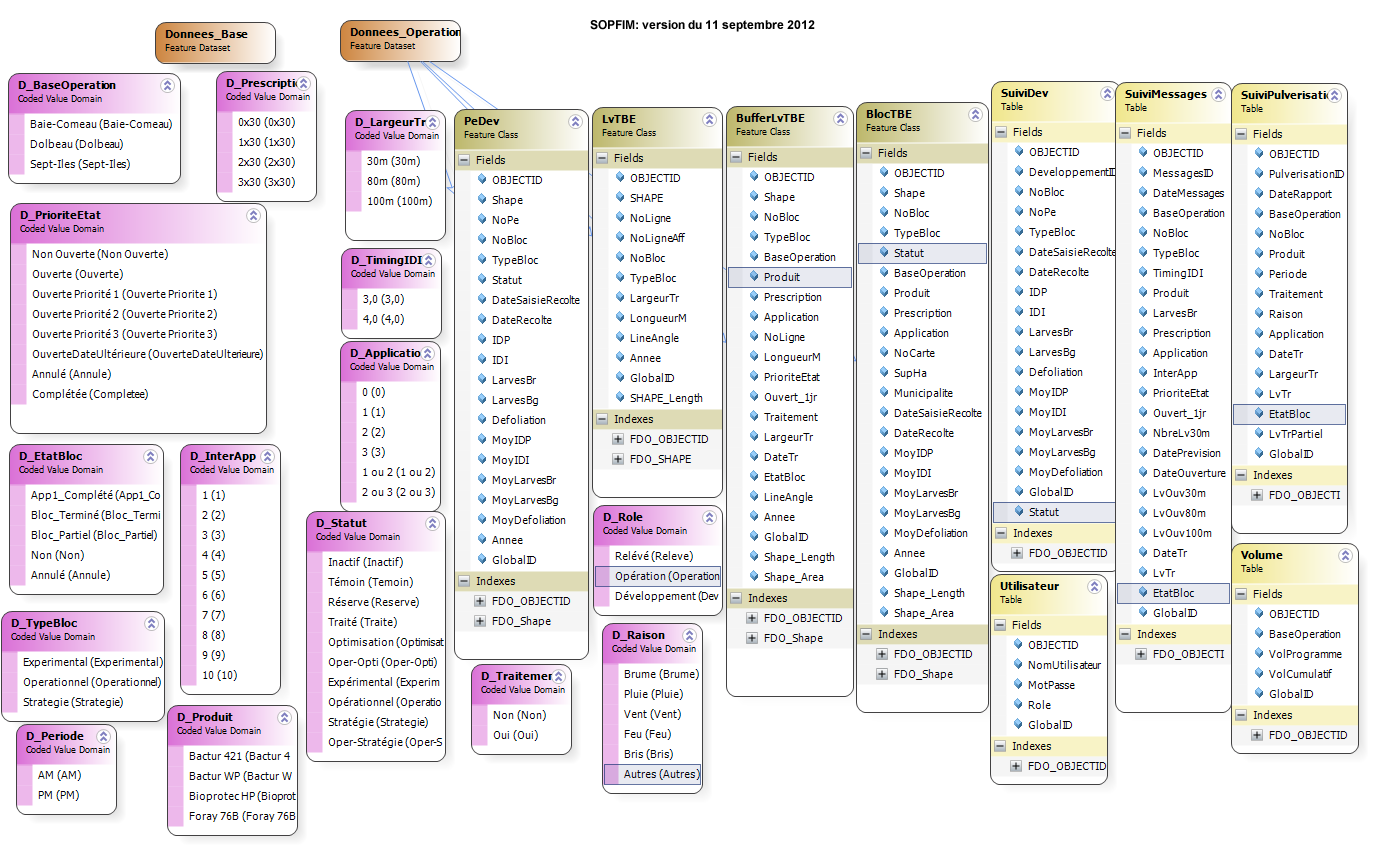 SOPFIM: version du 11 septembre 2012
Donnees_Base
Feature Dataset
Donnees_Operation
Feature Dataset
D_BaseOperation
Coded Value Domain
Baie-Comeau (Baie-Comeau)
Dolbeau (Dolbeau)
Sept-Iles (Sept-Iles)
D_Prescripti
Coded Value Domain
0x30 (0x30)
1x30 (1x30)
2x30 (2x30)
3x30 (3x30)
D_PrioriteEtat
Coded Value Domain
Non Ouverte (Non Ouverte)
Ouverte (Ouverte)
Ouverte Priorité 1 (Ouverte Priorite 1)
Ouverte Priorité 2 (Ouverte Priorite 2)
Ouverte Priorité 3 (Ouverte Priorite 3)
OuverteDateUltérieure (OuverteDateUlterieure)
Annulé (Annule)
Complétée (Completee)
D_EtatBloc
Coded Value Domain
App1_Complété (App1_Co
Bloc_Terminé (Bloc_Termi
Bloc_Partiel (Bloc_Partiel)
Non (Non)
Annulé (Annule)
D_InterApp
Coded Value Domain
1 (1)
2 (2)
3 (3)
4 (4)
5 (5)
6 (6)
7 (7)
8 (8)
9 (9)
10 (10)
D_TypeBloc
Coded Value Domain
Experimental (Experimental)
Operationnel (Operationnel)
Strategie (Strategie)
D_Periode
Coded Value Domain
AM (AM)
PM (PM)
D_Produit
Coded Value Domain
Bactur 421 (Bactur 4
Bactur WP (Bactur W
Bioprotec HP (Bioprot
Foray 76B (Foray 76B
D_LargeurTr
Coded Value Domain
30m (30m)
80m (80m)
100m (100m)
D_TimingIDI
Coded Value Domain
3,0 (3,0)
4,0 (4,0)
D_Applicatio
Coded Value Domain
0 (0)
1 (1)
2 (2)
3 (3)
1 ou 2 (1 ou 2)
2 ou 3 (2 ou 3)
D_Statut
Coded Value Domain
Inactif (Inactif)
Témoin (Temoin)
Réserve (Reserve)
Traité (Traite)
Optimisation (Optimisat
Oper-Opti (Oper-Opti)
Expérimental (Experim
Opérationnel (Operatio
Stratégie (Strategie)
Oper-Stratégie (Oper-S
PeDev
Feature Class
Fields
OBJECTID
Shape
NoPe
NoBloc
TypeBloc
Statut
DateSaisieRecolte
DateRecolte
IDP
IDI
LarvesBr
LarvesBg
Defoliation
MoyIDP
MoyIDI
MoyLarvesBr
MoyLarvesBg
MoyDefoliation
Annee
GlobalID
Indexes
FDO_OBJECTID
FDO_Shape
D_Traitemer
Coded Value Domain
Non (Non)
Oui (Oui)
LvTBE
Feature Class
Fields
OBJECTID
SHAPE
NoLigne
NoLigneAff
NoBloc
TypeBloc
LargeurTr
LongueurM
LineAngle
Annee
GlobalID
SHAPE_Length
Indexes
FDO_OBJECTID
FDO_SHAPE
D_Role
Coded Value Domain
Relévé (Releve)
Opération (Operation
Développement (Dev
D_Raison
Coded Value Domain
Brume (Brume)
Pluie (Pluie)
Vent (Vent)
Feu (Feu)
Bris (Bris)
Autres (Autres)
BufferLvTBE
Feature Class
Fields
OBJECTID
Shape
NoBloc
TypeBloc
BaseOperation
Produit
Prescription
Application
NoLigne
LongueurM
PrioriteEtat
Ouvert_1jr
Traitement
LargeurTr
DateTr
EtatBloc
LineAngle
Annee
GlobalID
Shape_Length
Shape_Area
Indexes
FDO_OBJECTID
FDO_Shape
BlocTBE
Feature Class
Fields
OBJECTID
Shape
NoBloc
TypeBloc
Statut
BaseOperation
Produit
Prescription
Application
NoCarte
SupHa
Municipalite
DateSaisieRecolte
DateRecolte
MoyIDP
MoyIDI
MoyLarvesBr
MoyLarvesBg
MoyDefoliation
Annee
GlobalID
Shape_Length
Shape_Area
Indexes
FDO_OBJECTID
FDO_Shape
SuiviDev
Table
Fields
OBJECTID
DeveloppementID
NoBloc
NoPe
TypeBloc
DateSaisieRecolte
DateRecolte
IDP
IDI
LarvesBr
LarvesBg
Defoliation
MoyIDP
MoyIDI
MoyLarvesBr
MoyLarvesBg
MoyDefoliation
GlobalID
Statut
Indexes
FDO_OBJECTID
Utilisateur
Table
Fields
OBJECTID
NomUtilisateur
MotPasse
Role
GlobalID
Indexes
FDO_OBJECTID
SuiviMessages
Table
Fields
OBJECTID
MessagesID
DateMessages
BaseOperation
NoBloc
TypeBloc
TimingIDI
Produit
LarvesBr
Prescription
Application
InterApp
PrioriteEtat
Ouvert_1jr
NbreLv30m
DatePrevision
DateOuverture
LvOuv30m
LvOuv80m
LvOuv100m
DateTr
LvTr
EtatBloc
GlobalID
Indexes
FDO_OBJECTI
SuiviPulverisati
Table
Fields
OBJECTID
PulverisationID
DateRapport
BaseOperation
NoBloc
Produit
Periode
Traitement
Raison
Application
DateTr
LargeurTr
LvTr
EtatBloc
LvTrPartiel
GlobalID
Indexes
FDO_OBJECTI
Volume
Table
Fields
OBJECTID
BaseOperation
VolProgramme
VolCumulatif
GlobalID
Indexes
FDO_OBJECTID